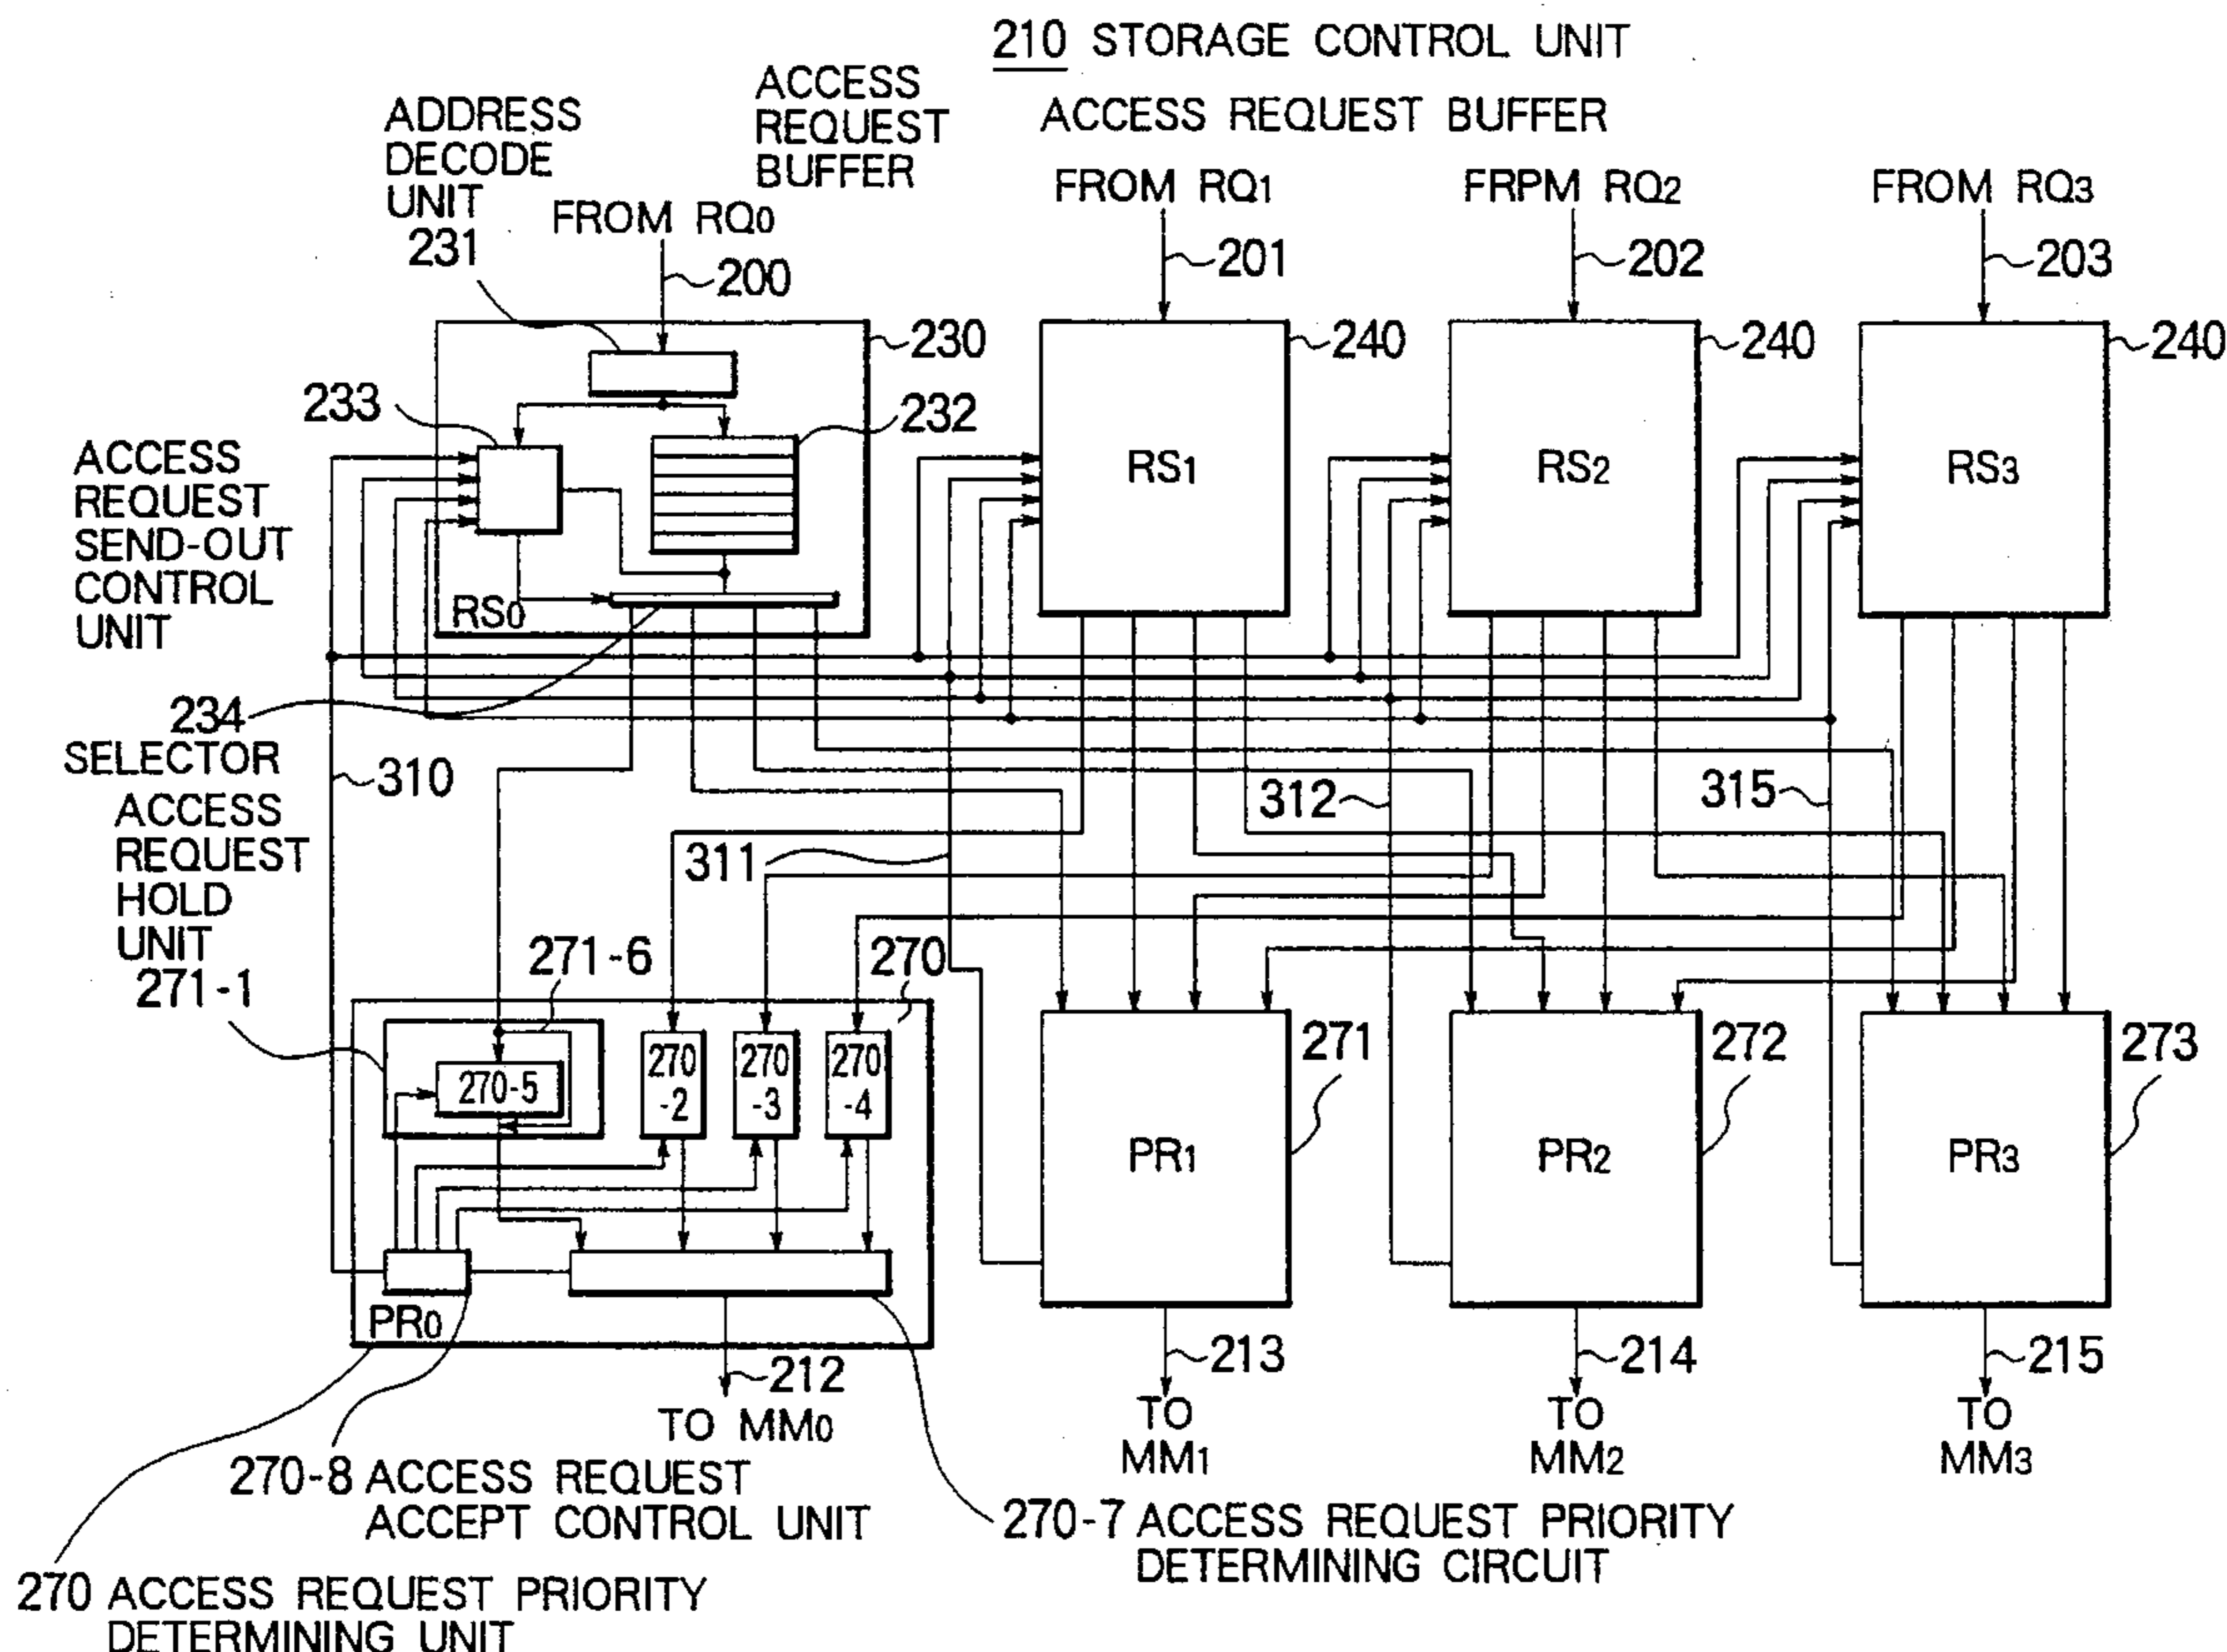 210 STORAGE CONTROL UNIT
ACCESS
REQUEST
BUFFER
ACCESS REQUEST BUFFER
ADDRESS
DECODE
UNIT
231
FROM RQ0
200
FROM RQ1
201
FRPM RQ2
202
FROM RQ3
203
230
240
240
240
233
232
ACCESS
REQUEST
SEND-OUT
CONTROL
UNIT
RS0
RS1
RS2
RS3
234
SELECTOR
310
312
315
311
ACCESS
REQUEST
HOLD
UNIT
271-1
271-6
270
270-5
270
-2
270
-3
270
-4
271
272
273
PR0
PR1
PR2
PR3
212
TO MM0
213
TO
MM1
214
TO
MM2
215
TO
MM3
270-8 ACCESS REQUEST
ACCEPT CONTROL UNIT
270-7 ACCESS REQUEST PRIORITY
DETERMINING CIRCUIT
270 ACCESS REQUEST PRIORITY
DETERMINING UNIT